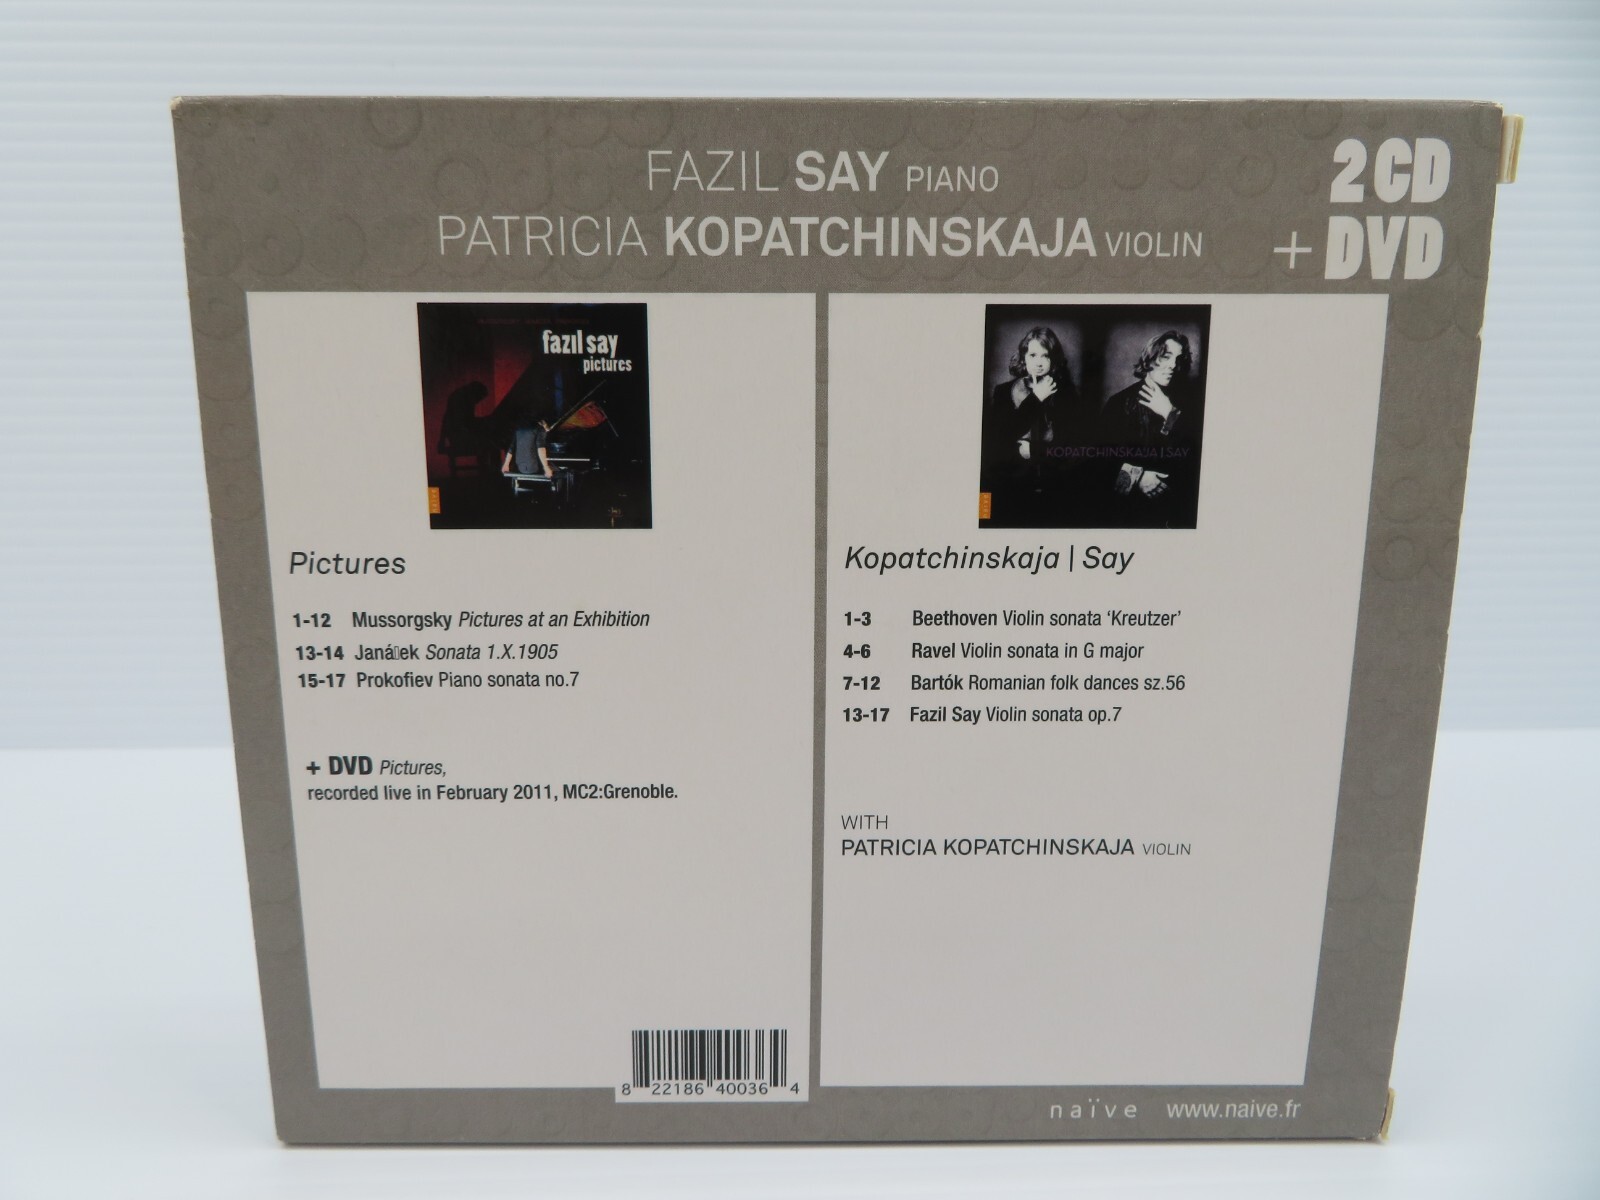 FAZIL SAY PIANO
PATRICIA KOPATCHINSKAJA VIOLIN
2 CD
+ DVD
fazıl say
pictures
naïve
Pictures
1-12 Mussorgsky Pictures at an Exhibition
13-14 Janá▯ek Sonata 1.X.1905
15-17 Prokofiev Piano sonata no.7
+ DVD Pictures,
recorded live in February 2011, MC2:Grenoble.
8 22186 40036 4
KOPATCHINSKAJA | SAY
naïve
Kopatchinskaja | Say
1-3 Beethoven Violin sonata ‘Kreutzer’
4-6 Ravel Violin sonata in G major
7-12 Bartók Romanian folk dances sz.56
13-17 Fazil Say Violin sonata op.7
WITH
PATRICIA KOPATCHINSKAJA VIOLIN
naïve www.naive.fr